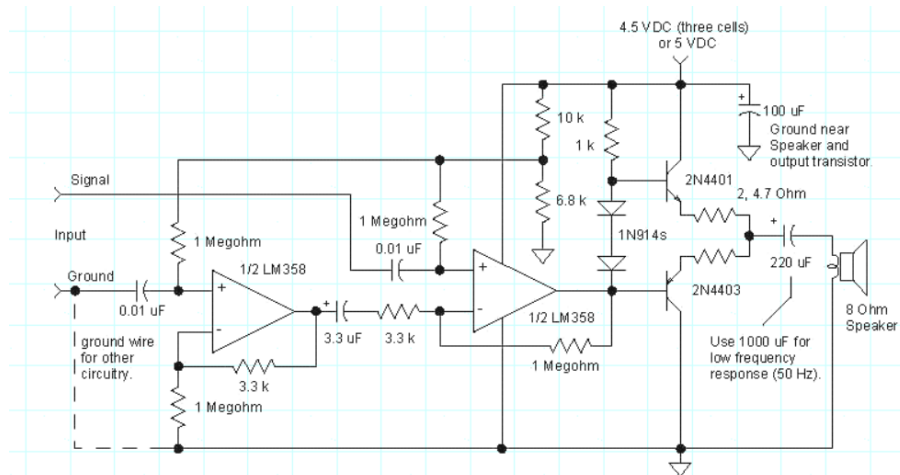 4.5 VDC (three cells)
or 5 VDC
+
100 uF
Ground near
Speaker and
output transistor.
10 k
1 k
Signal
2N4401
2, 4.7 Ohm
6.8 k
1 Megohm
1N914s
Input
1 Megohm
0.01 uF
+
1/2 LM358
220 uF
Ground
+
+
2N4403
0.01 uF
8 Ohm
Speaker
+
-
1/2 LM358
-
3.3 uF
3.3 k
ground wire
for other
circuitry.
1 Megohm
Use 1000 uF for
low frequency
response (50 Hz).
3.3 k
1 Megohm